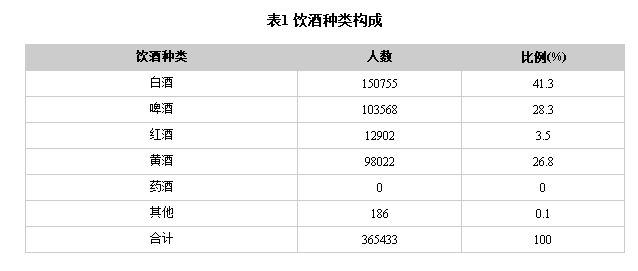 表1 饮酒种类构成
饮酒种类 人数 比例(%)
白酒 150755 41.3
啤酒 103568 28.3
红酒 12902 3.5
黄酒 98022 26.8
药酒 0 0
其他 186 0.1
合计 365433 100